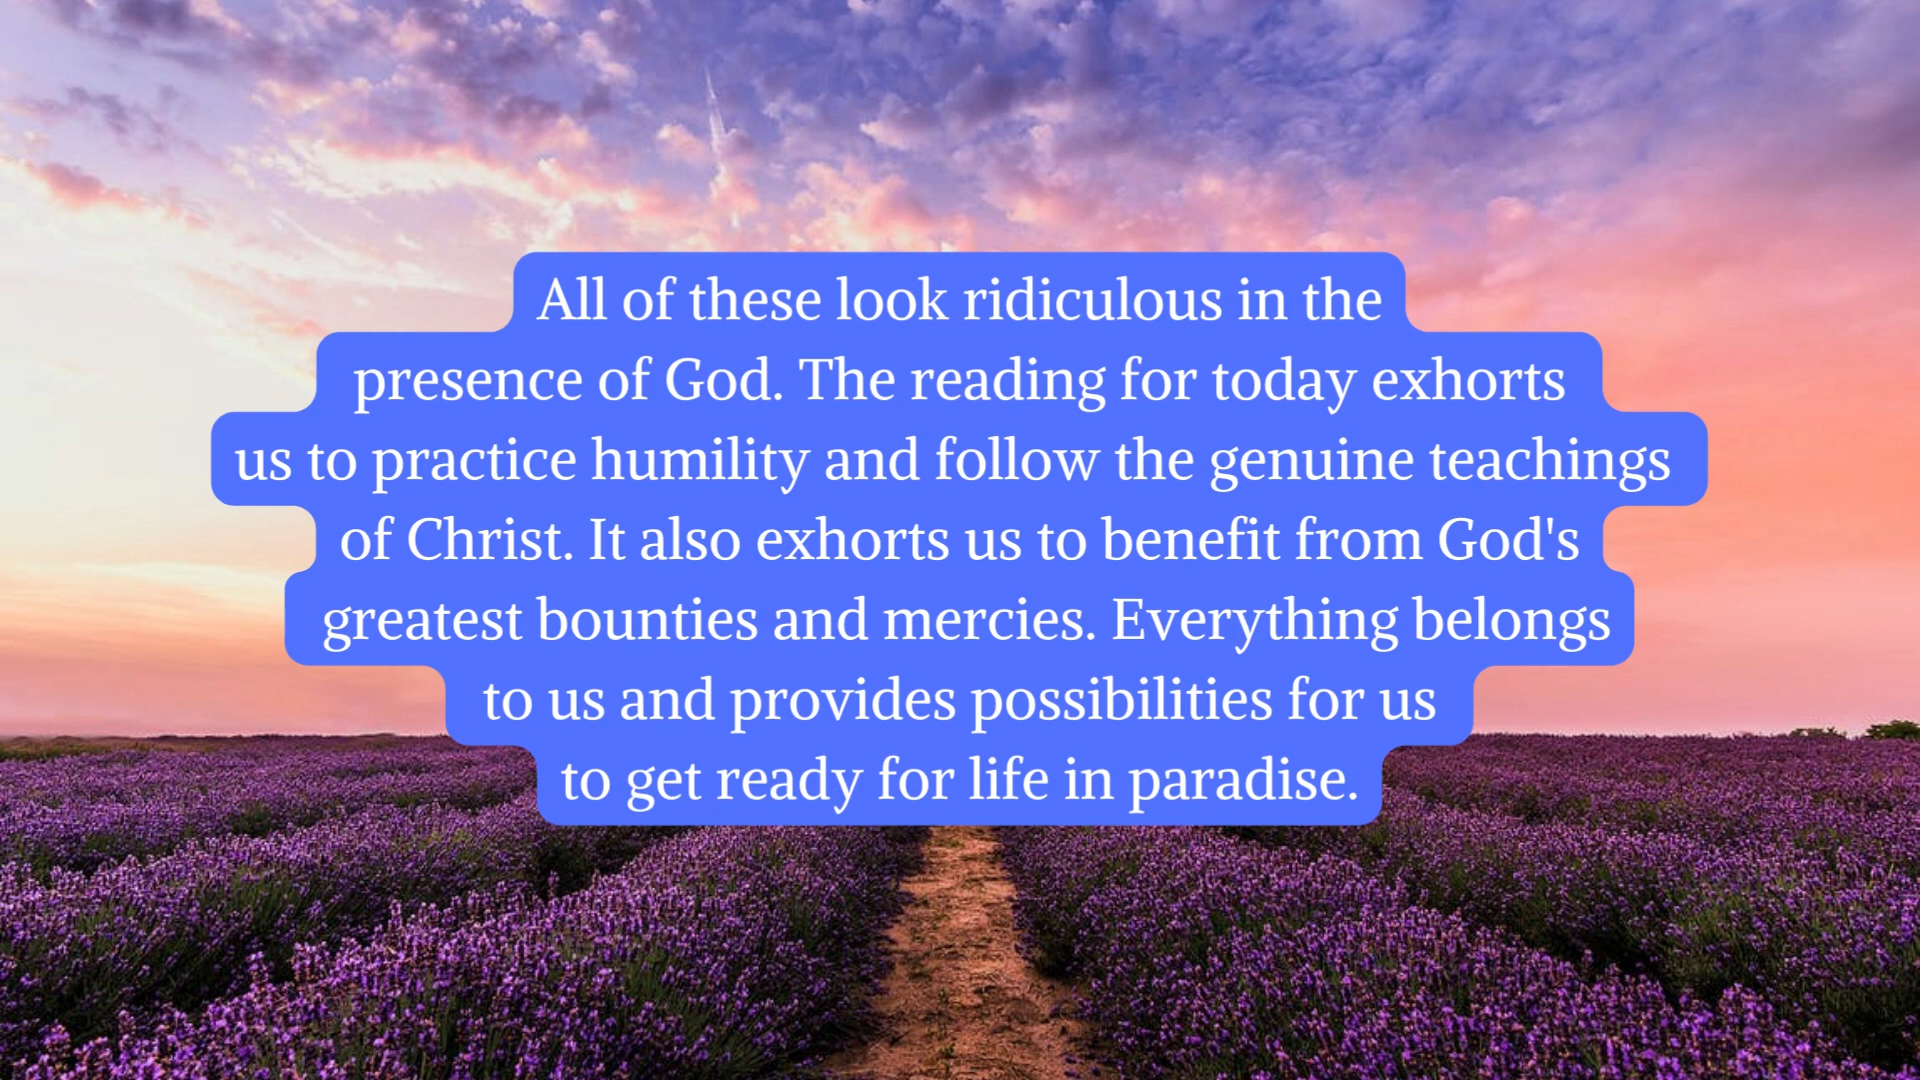 All of these look ridiculous in the
presence of God. The reading for today exhorts
us to practice humility and follow the genuine teachings
of Christ. It also exhorts us to benefit from God's
greatest bounties and mercies. Everything belongs
to us and provides possibilities for us
to get ready for life in paradise.